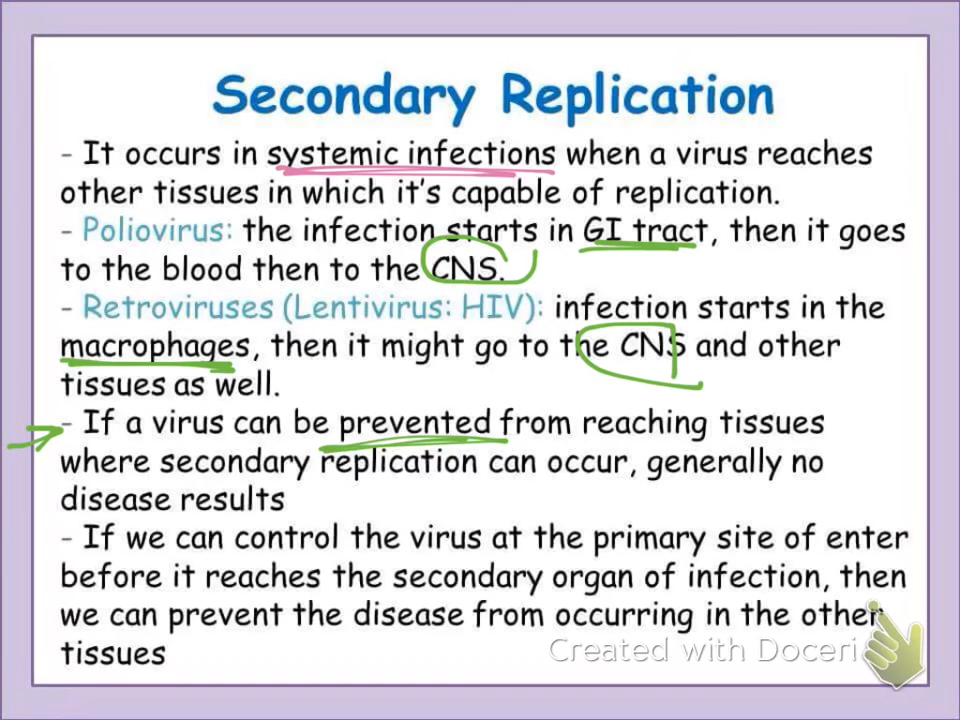 Secondary Replication
- It occurs in systemic infections when a virus reaches
other tissues in which it's capable of replication.
- Poliovirus: the infection starts in GI tract, then it goes
to the blood then to the CNS.
- Retroviruses (Lentivirus: HIV): infection starts in the
macrophages, then it might go to the CNS and other
tissues as well.
- If a virus can be prevented from reaching tissues
where secondary replication can occur, generally no
disease results
- If we can control the virus at the primary site of enter
before it reaches the secondary organ of infection, then
we can prevent the disease from occurring in the other
tissues
Created with Doceri